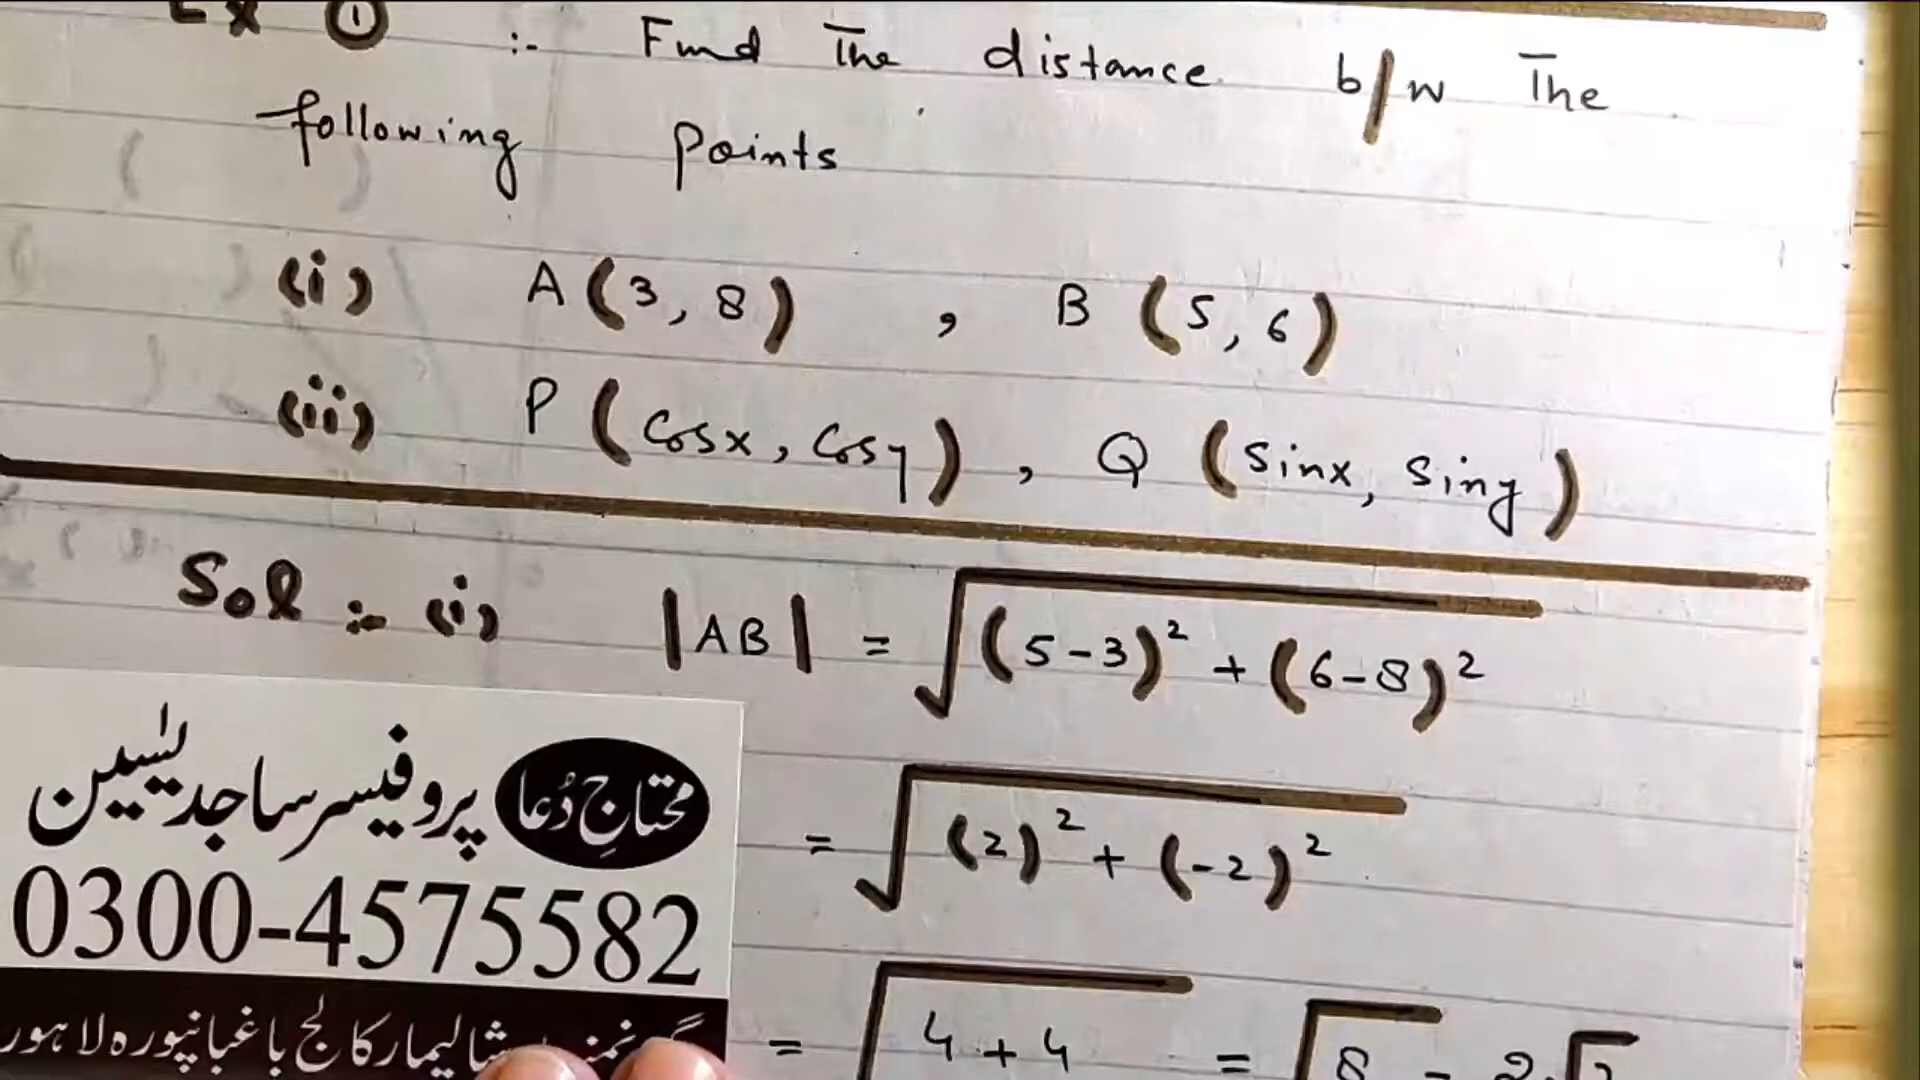 Ex ① :- Find The distance b/w The
following Points
(i) A (3, 8) , B (5, 6)
(ii) P (Cosx, Cosy) , Q (Sinx, Siny)
Sol :- (i) |AB| = √(5-3)² + (6-8)²
= √(2)² + (-2)²
= √4 + 4 = √8 = 2√2
محتاجِ دُعا پروفیسر ساجد یٰسین
0300-4575582
شالیمار کالج باغبانپورہ لاہور